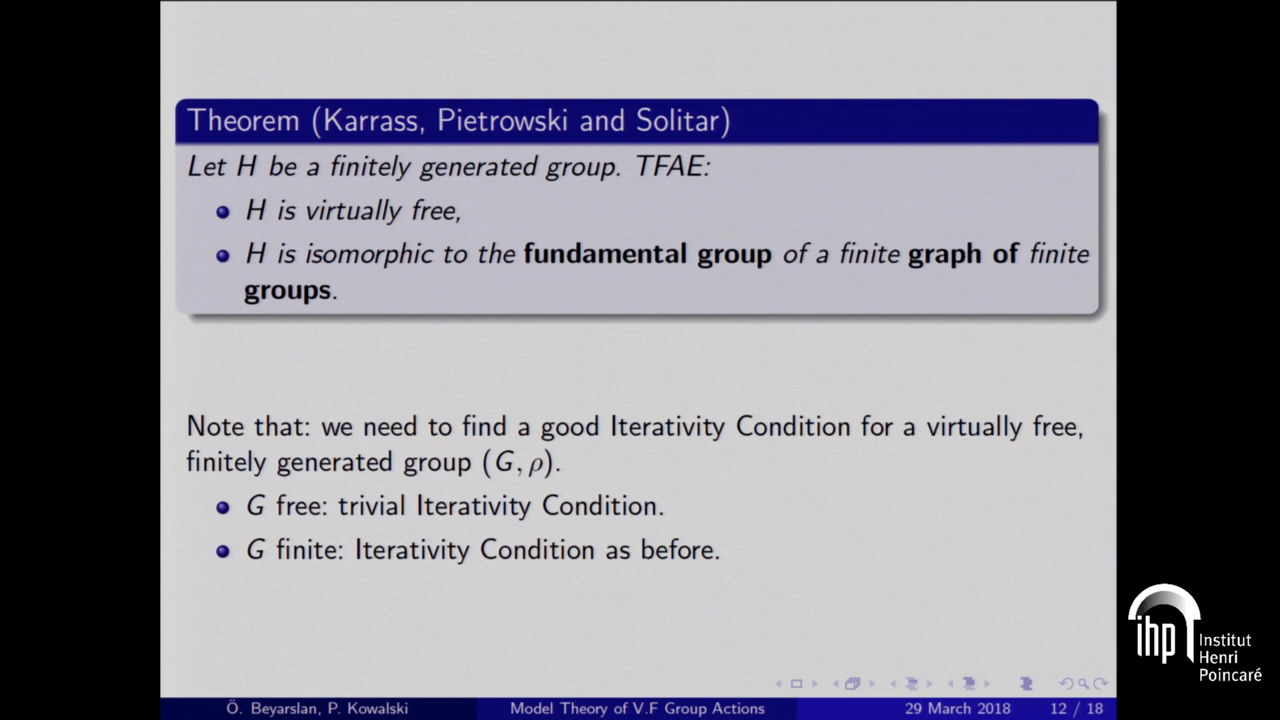 Theorem (Karrass, Pietrowski and Solitar)
Let H be a finitely generated group. TFAE:
H is virtually free,
H is isomorphic to the fundamental group of a finite graph of finite
groups.
Note that: we need to find a good Iterativity Condition for a virtually free,
finitely generated group (G, ρ).
G free: trivial Iterativity Condition.
G finite: Iterativity Condition as before.
ihp Institut
Henri
Poincaré
Ö. Beyarslan, P. Kowalski Model Theory of V.F Group Actions 29 March 2018 12 / 18